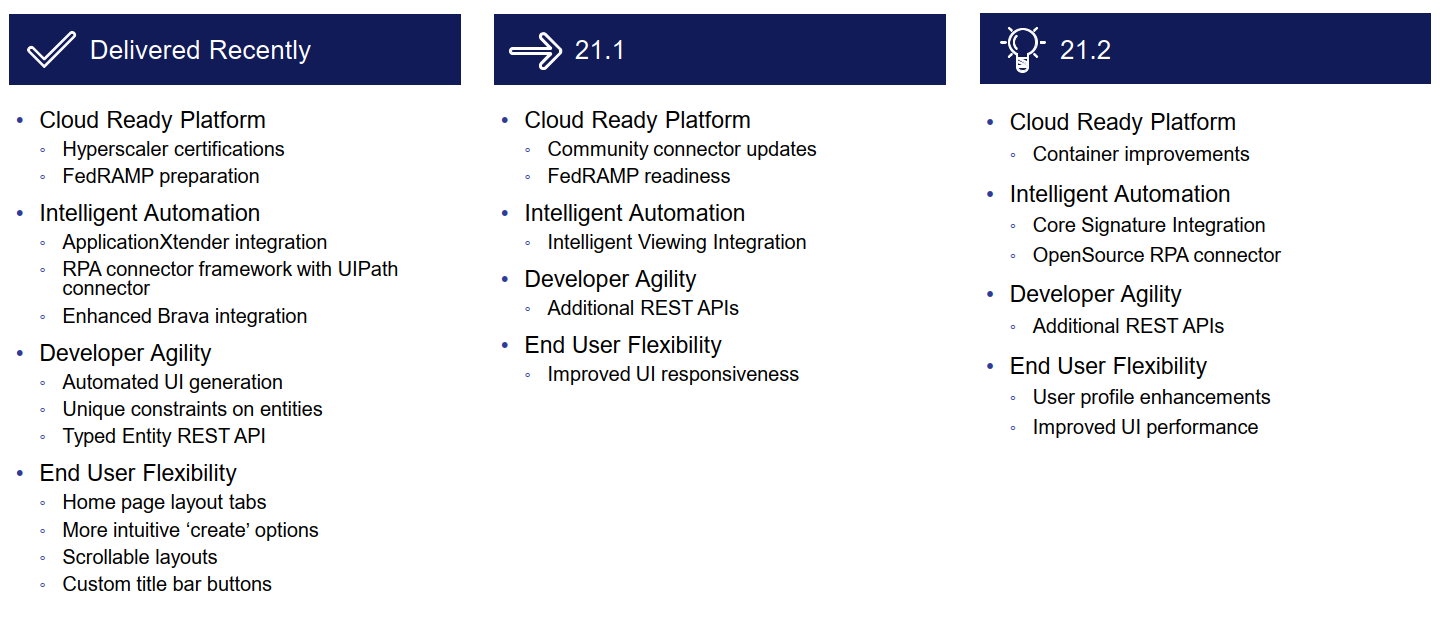 Delivered Recently
• Cloud Ready Platform
◦ Hyperscaler certifications
◦ FedRAMP preparation
• Intelligent Automation
◦ ApplicationXtender integration
◦ RPA connector framework with UIPath
connector
◦ Enhanced Brava integration
• Developer Agility
◦ Automated UI generation
◦ Unique constraints on entities
◦ Typed Entity REST API
• End User Flexibility
◦ Home page layout tabs
◦ More intuitive ‘create’ options
◦ Scrollable layouts
◦ Custom title bar buttons
21.1
• Cloud Ready Platform
◦ Community connector updates
◦ FedRAMP readiness
• Intelligent Automation
◦ Intelligent Viewing Integration
• Developer Agility
◦ Additional REST APIs
• End User Flexibility
◦ Improved UI responsiveness
21.2
• Cloud Ready Platform
◦ Container improvements
• Intelligent Automation
◦ Core Signature Integration
◦ OpenSource RPA connector
• Developer Agility
◦ Additional REST APIs
• End User Flexibility
◦ User profile enhancements
◦ Improved UI performance